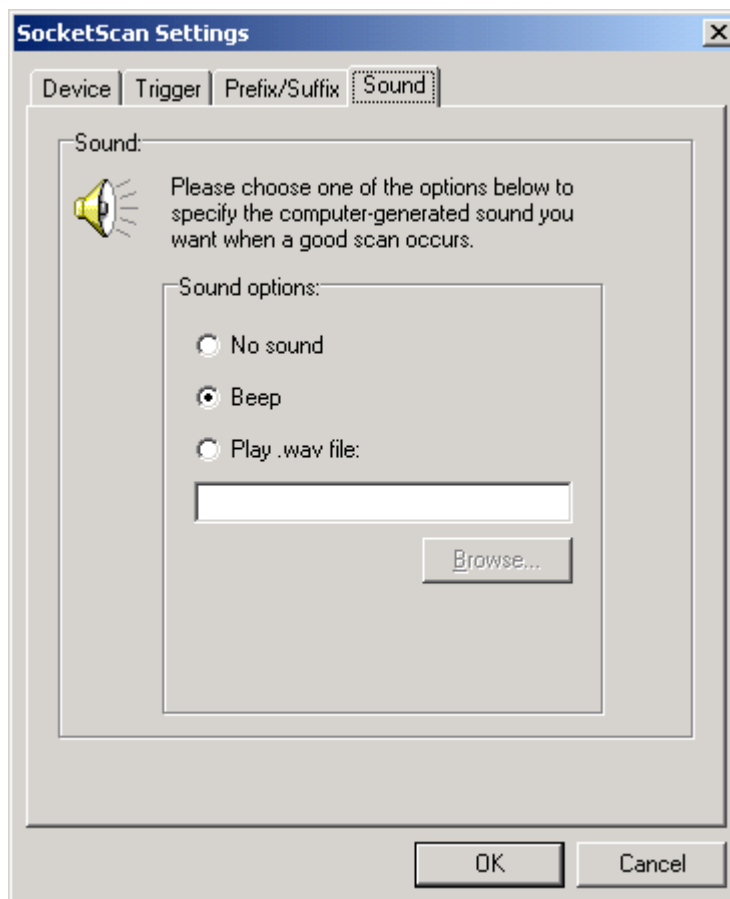 SocketScan Settings
Device Trigger Prefix/Suffix Sound
Sound:
Please choose one of the options below to
specify the computer-generated sound you
want when a good scan occurs.
Sound options:
No sound
Beep
Play .wav file:
Browse...
OK Cancel